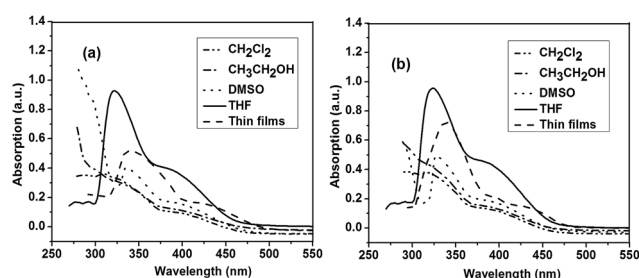 1.4
1.2
1.0
0.8
0.6
0.4
0.2
0.0
Absorption (a.u.)
(a)
CH2Cl2
CH3CH2OH
DMSO
THF
Thin films
250 300 350 400 450 500 550
Wavelength (nm)
1.4
1.2
1.0
0.8
0.6
0.4
0.2
0.0
Absorption (a.u.)
(b)
CH2Cl2
CH3CH2OH
DMSO
THF
Thin films
250 300 350 400 450 500 550
Wavelength (nm)